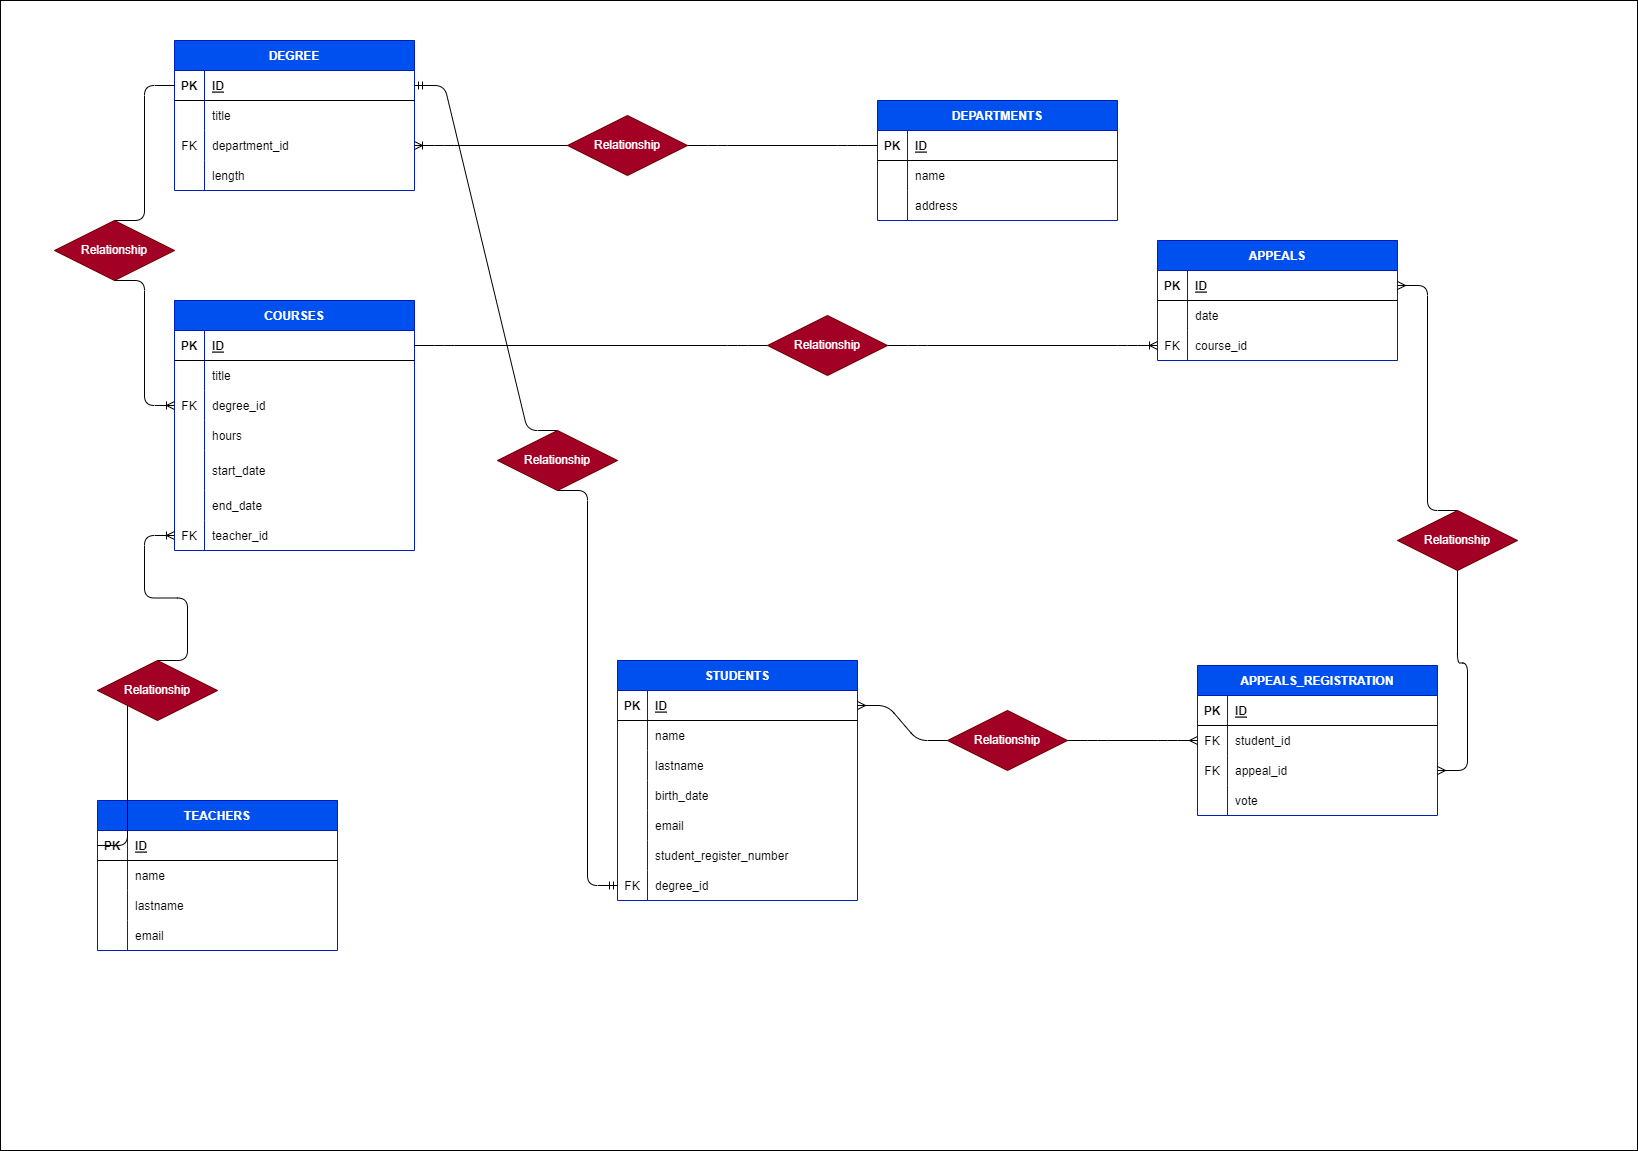 DEGREE
PK ID
title
FK department_id
length
Relationship
DEPARTMENTS
PK ID
name
address
Relationship
COURSES
PK ID
title
FK degree_id
hours
start_date
end_date
FK teacher_id
Relationship
APPEALS
PK ID
date
FK course_id
Relationship
Relationship
Relationship
TEACHERS
PK ID
name
lastname
email
STUDENTS
PK ID
name
lastname
birth_date
email
student_register_number
FK degree_id
Relationship
APPEALS_REGISTRATION
PK ID
FK student_id
FK appeal_id
vote